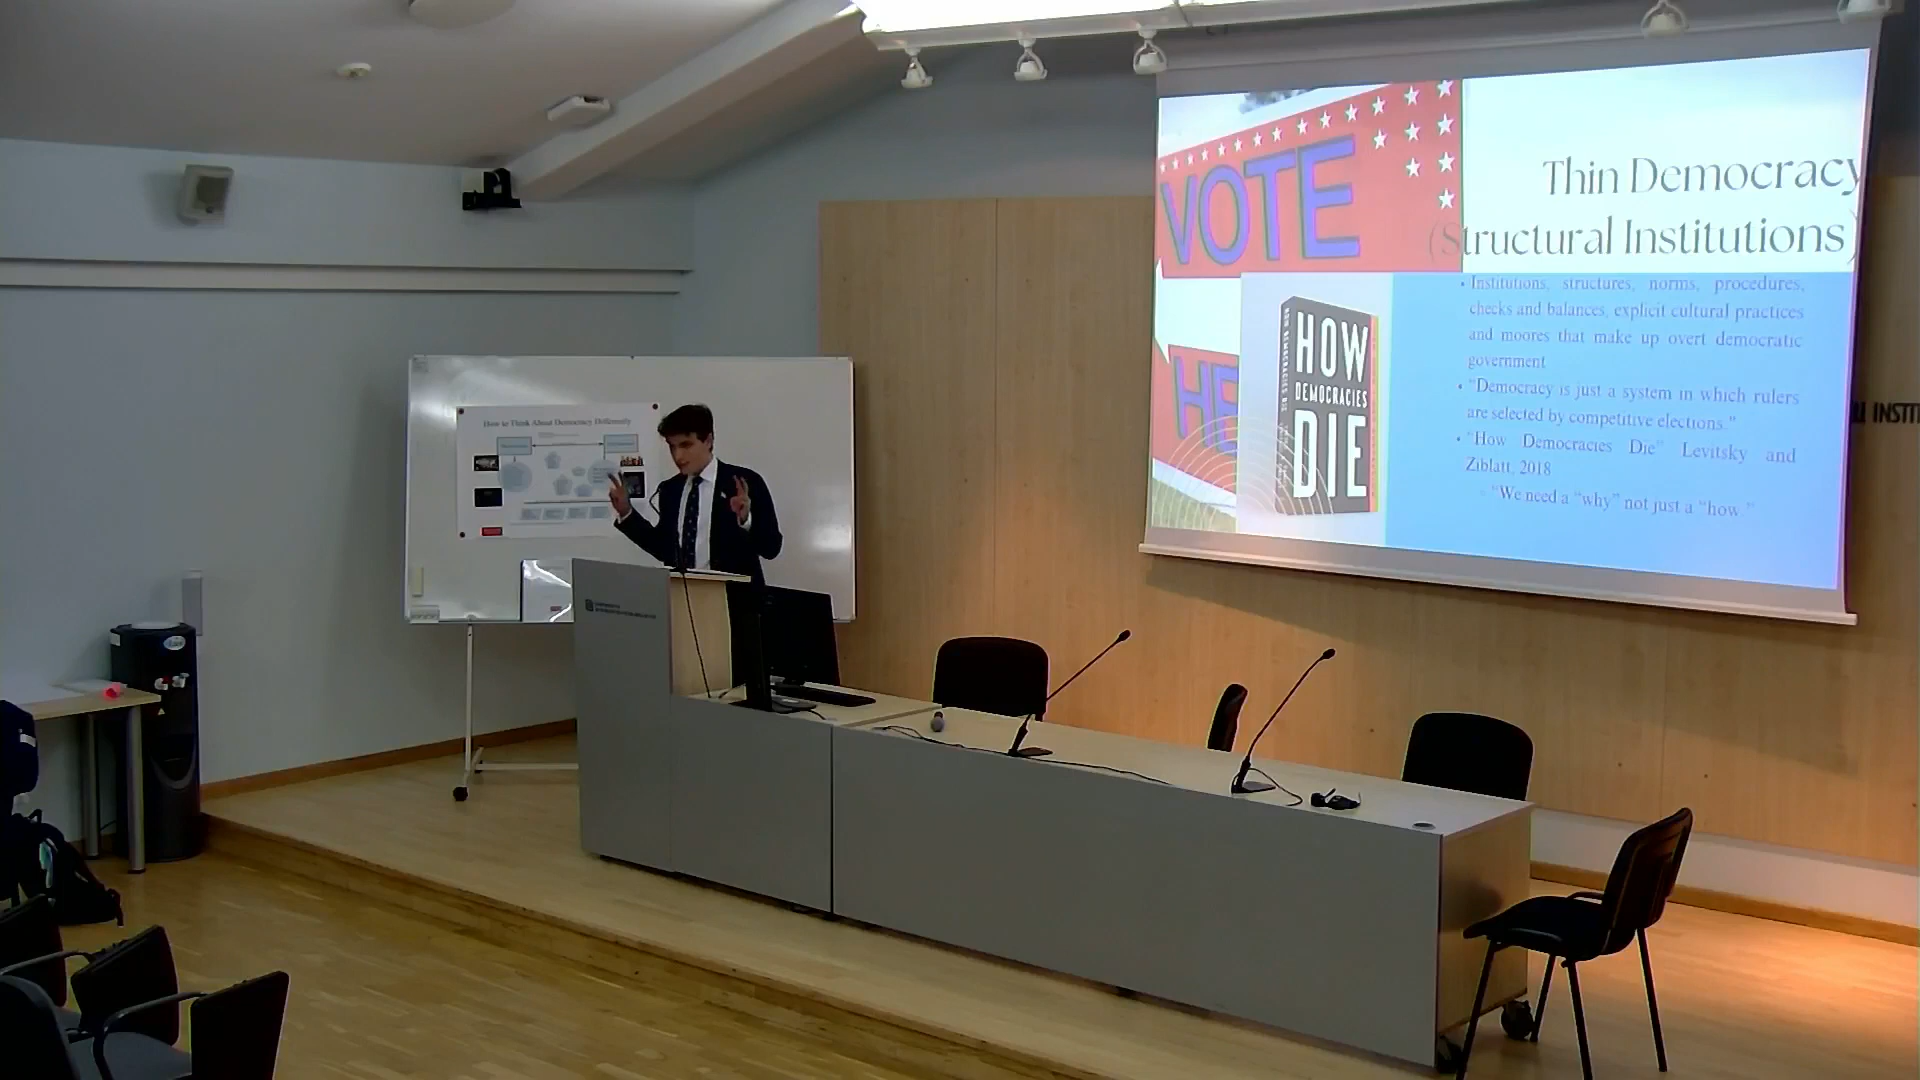 VOTE
HE
HOW
DEMOCRACIES
DIE
Thin Democracy
(Structural Institutions)
• Institutions, structures, norms, procedures,
checks and balances, explicit cultural practices
and moores that make up overt democratic
government
• "Democracy is just a system in which rulers
are selected by competitive elections."
• "How Democracies Die" Levitsky and
Ziblatt, 2018
"We need a "why" not just a "how."
How to Think About Democracy Differently
INSTI